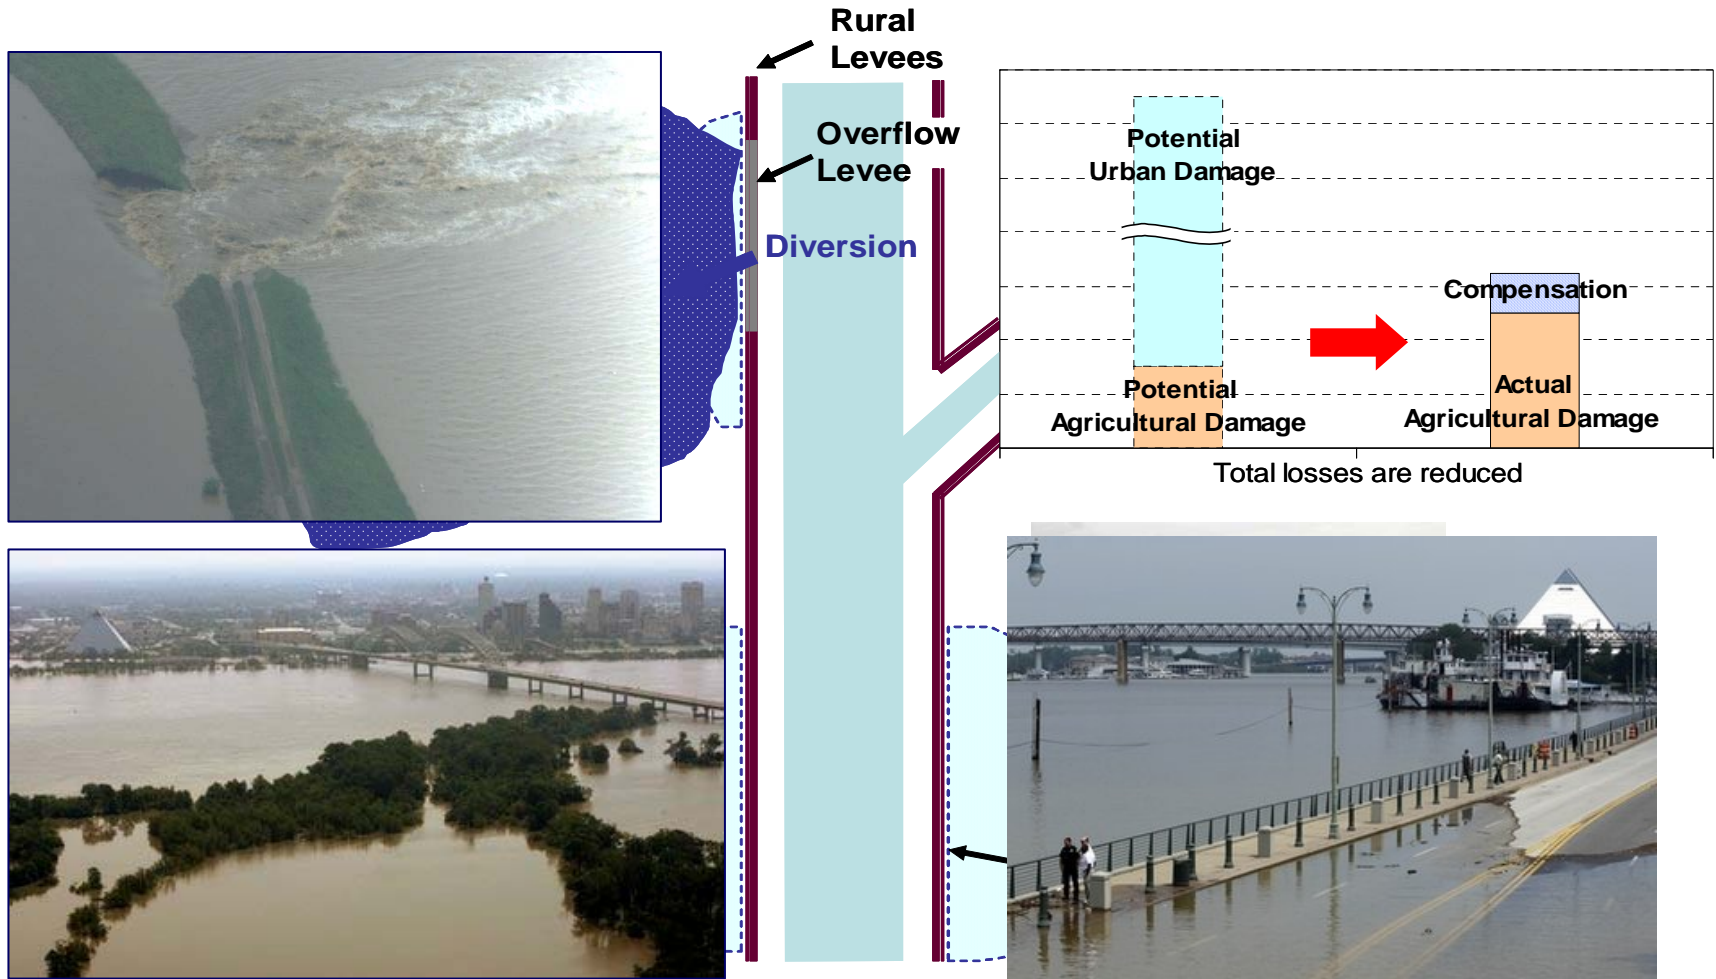 Rural
Levees
Overflow
Levee
Diversion
Potential
Urban Damage
Potential
Agricultural Damage
Compensation
Actual
Agricultural Damage
Total losses are reduced